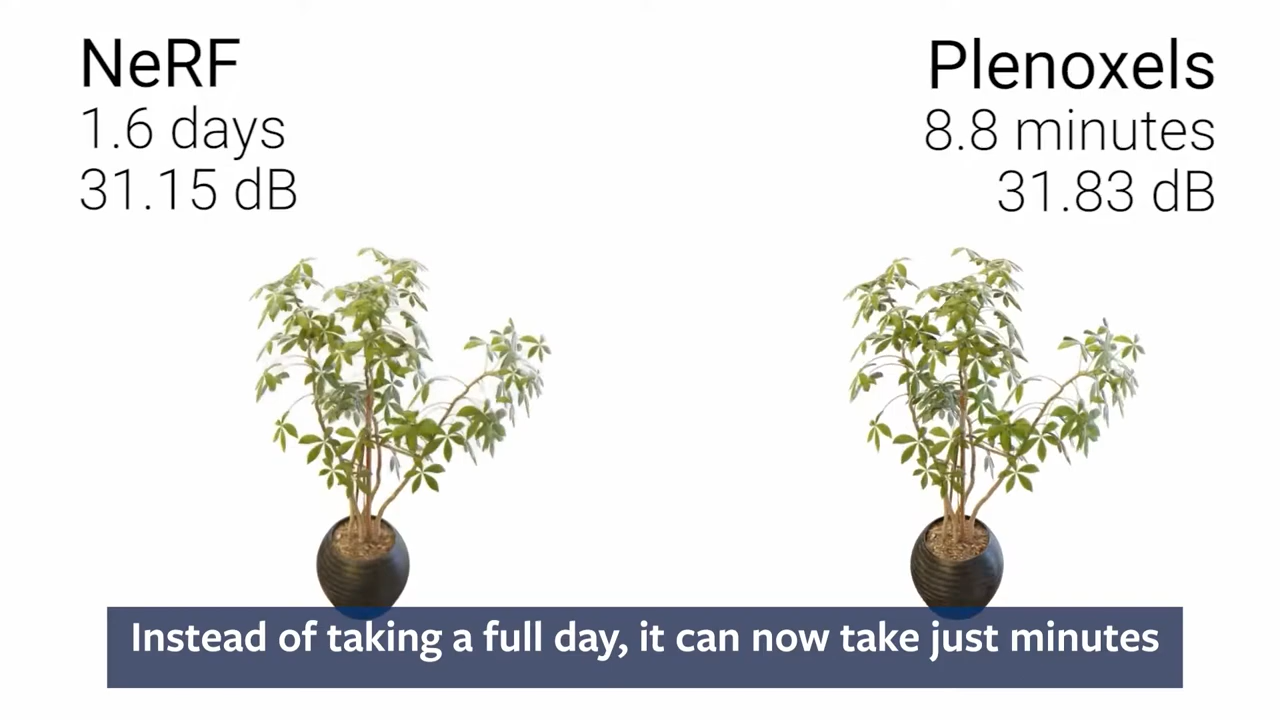 NeRF
1.6 days
31.15 dB
Plenoxels
8.8 minutes
31.83 dB
Instead of taking a full day, it can now take just minutes